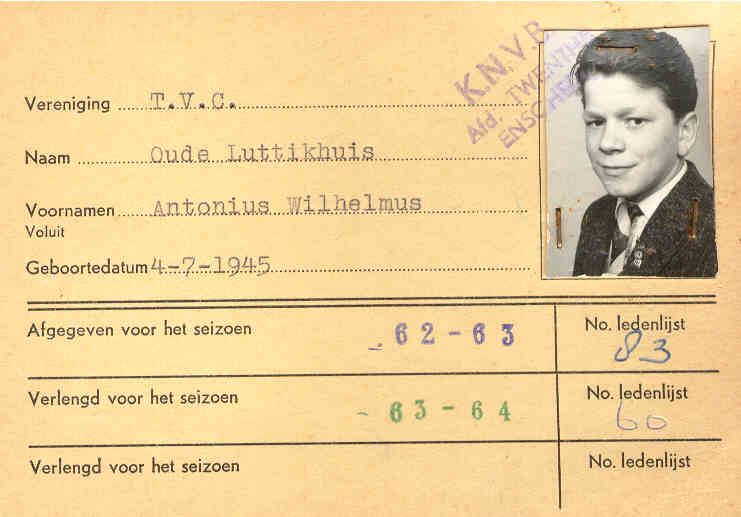 K.N.V.B
Afd. TWENTHE
ENSCHE
Vereniging T.V.C.
Naam Oude Luttikhuis
Voornamen Antonius Wilhelmus
Voluit
Geboortedatum 4-7-1945
Afgegeven voor het seizoen 62-63 No. ledenlijst
83
Verlengd voor het seizoen 63-64 No. ledenlijst
60
Verlengd voor het seizoen No. ledenlijst